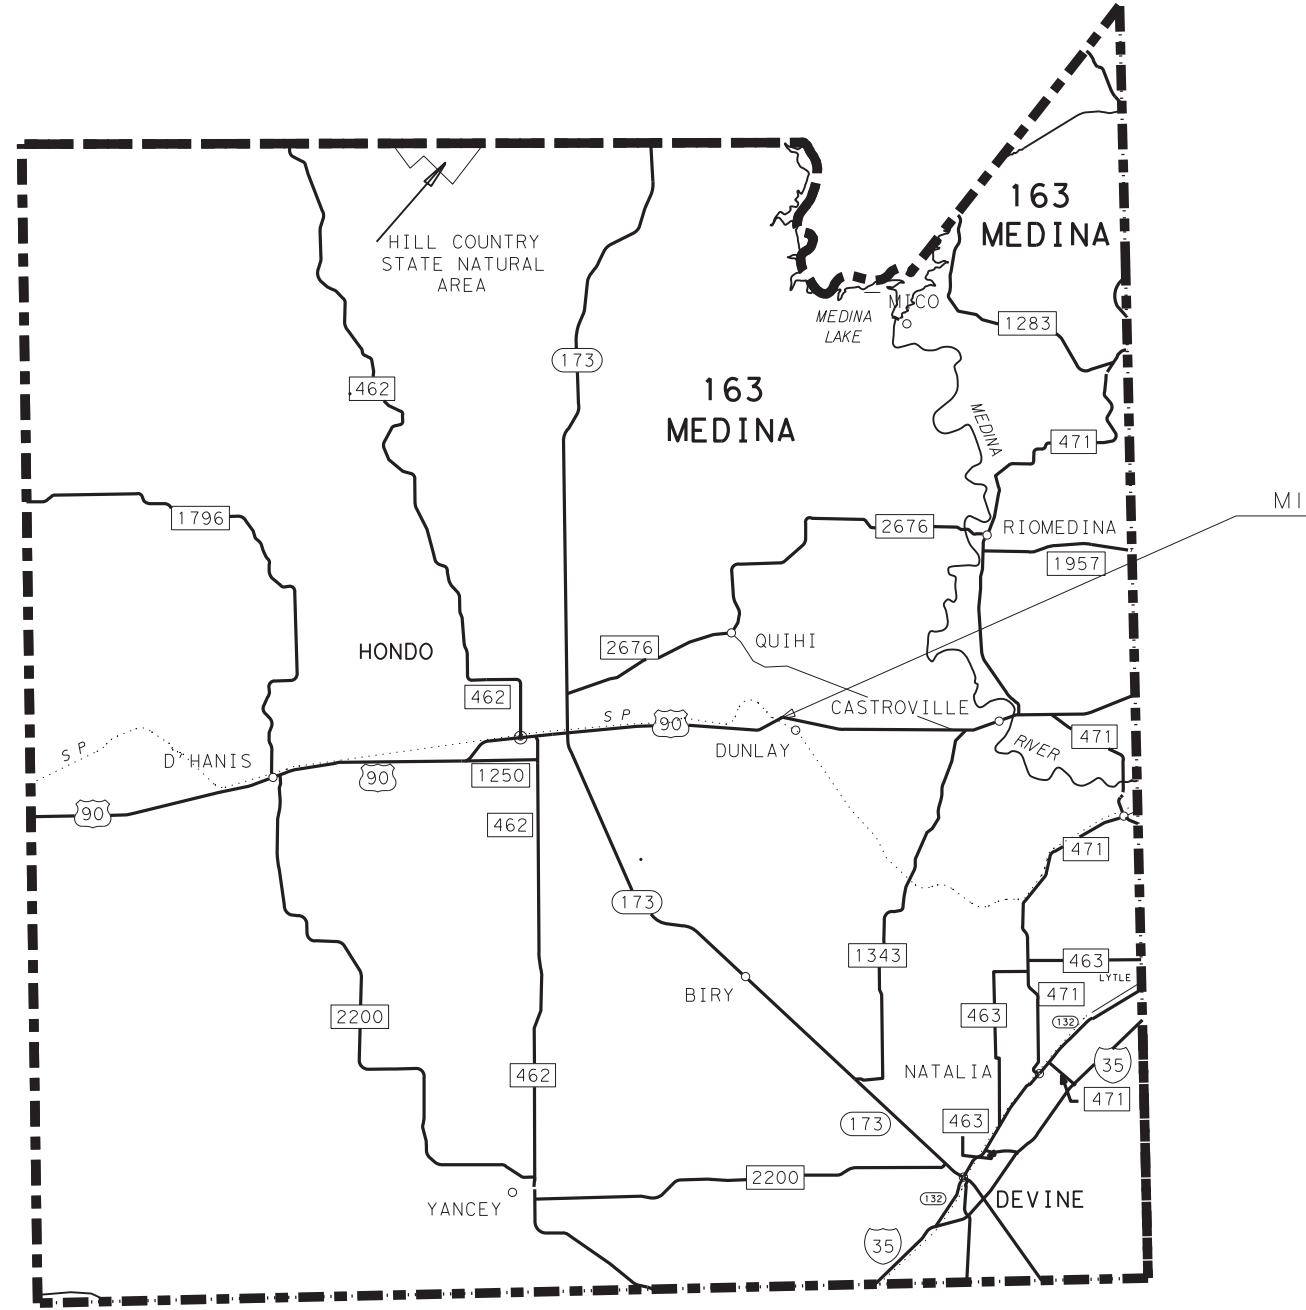 163
MEDINA
HILL COUNTRY
STATE NATURAL
AREA
MICO
MEDINA
LAKE
1283
173
462
163
MEDINA
MEDINA
471
MI
1796
2676
RIOMEDINA
1957
QUIHI
2676
HONDO
462
CASTROVILLE
S P
90
DUNLAY
471
RIVER
S P
D'HANIS
90
1250
90
462
471
173
1343
463
LYTLE
BIRY
471
463
132
2200
NATALIA
35
462
471
463
173
2200
132
DEVINE
YANCEY
35